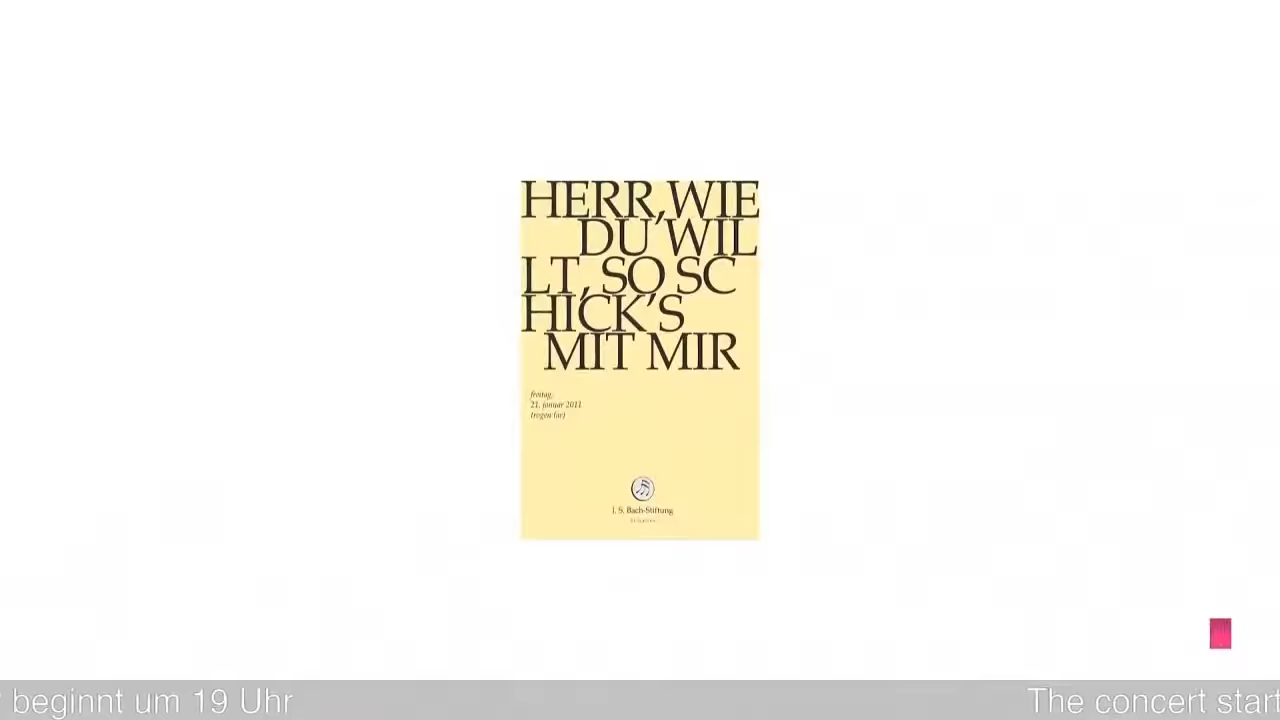 HERR, WIE
DU WIL
LT, SO SC
HICK'S
MIT MIR
freitag,
21. januar 2011
trogen (ar)
J. S. Bach-Stiftung
beginnt um 19 Uhr
The concert start